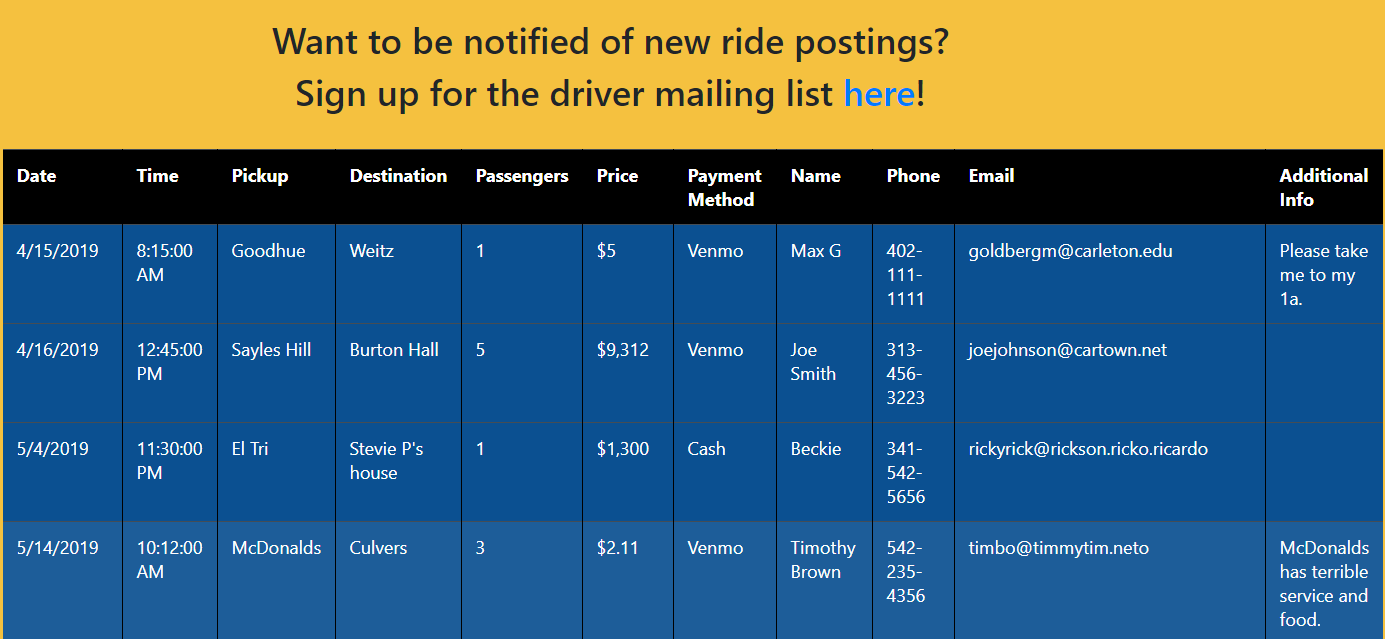 Want to be notified of new ride postings?
Sign up for the driver mailing list here!
Date Time Pickup Destination Passengers Price Payment Method Name Phone Email Additional Info
4/15/2019 8:15:00 AM Goodhue Weitz 1 $5 Venmo Max G 402-111-1111 goldbergm@carleton.edu Please take me to my 1a.
4/16/2019 12:45:00 PM Sayles Hill Burton Hall 5 $9,312 Venmo Joe Smith 313-456-3223 joejohnson@cartown.net
5/4/2019 11:30:00 PM El Tri Stevie P's house 1 $1,300 Cash Beckie 341-542-5656 rickyrick@rickson.ricko.ricardo
5/14/2019 10:12:00 AM McDonalds Culvers 3 $2.11 Venmo Timothy Brown 542-235-4356 timbo@timmytim.neto McDonalds has terrible service and food.